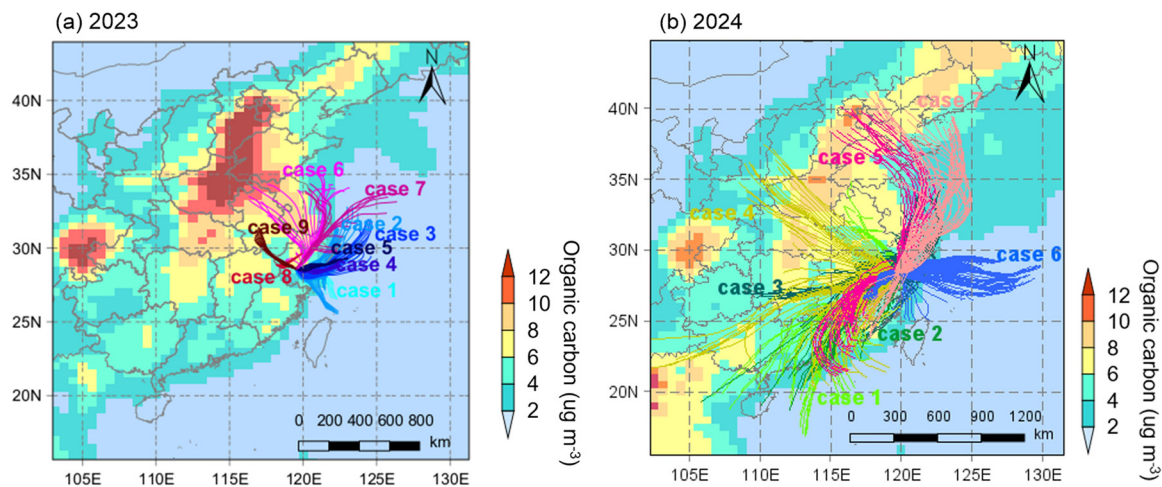 (a) 2023
(b) 2024
N
40N
35N
30N
25N
20N
case 6
case 7
case 9
case 2
case 3
case 5
case 8
case 4
case 1
0 200 400 600 800
km
105E 110E 115E 120E 125E 130E
12
10
8
6
4
2
Organic carbon (ug m-3)
N
40N
35N
30N
25N
20N
case 7
case 5
case 4
case 6
case 3
case 2
case 1
0 300 600 900 1200
km
105E 110E 115E 120E 125E 130E
12
10
8
6
4
2
Organic carbon (ug m-3)